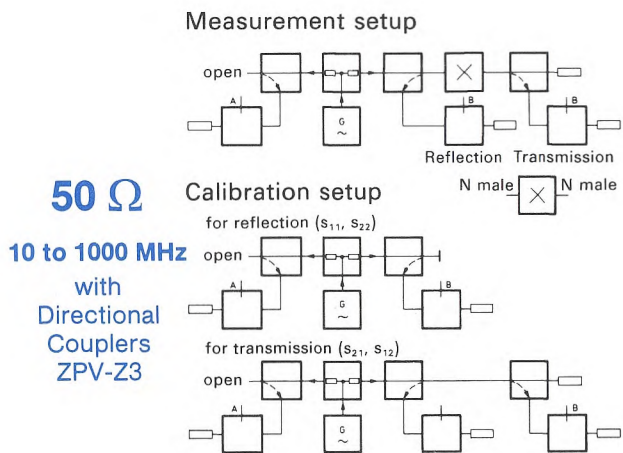 Measurement setup
open
A
G
~
B
B
Reflection Transmission
N male N male
50 Ω
10 to 1000 MHz
with
Directional
Couplers
ZPV-Z3
Calibration setup
for reflection (s₁₁, s₂₂)
open
A
G
~
B
for transmission (s₂₁, s₁₂)
open
A
G
~
B